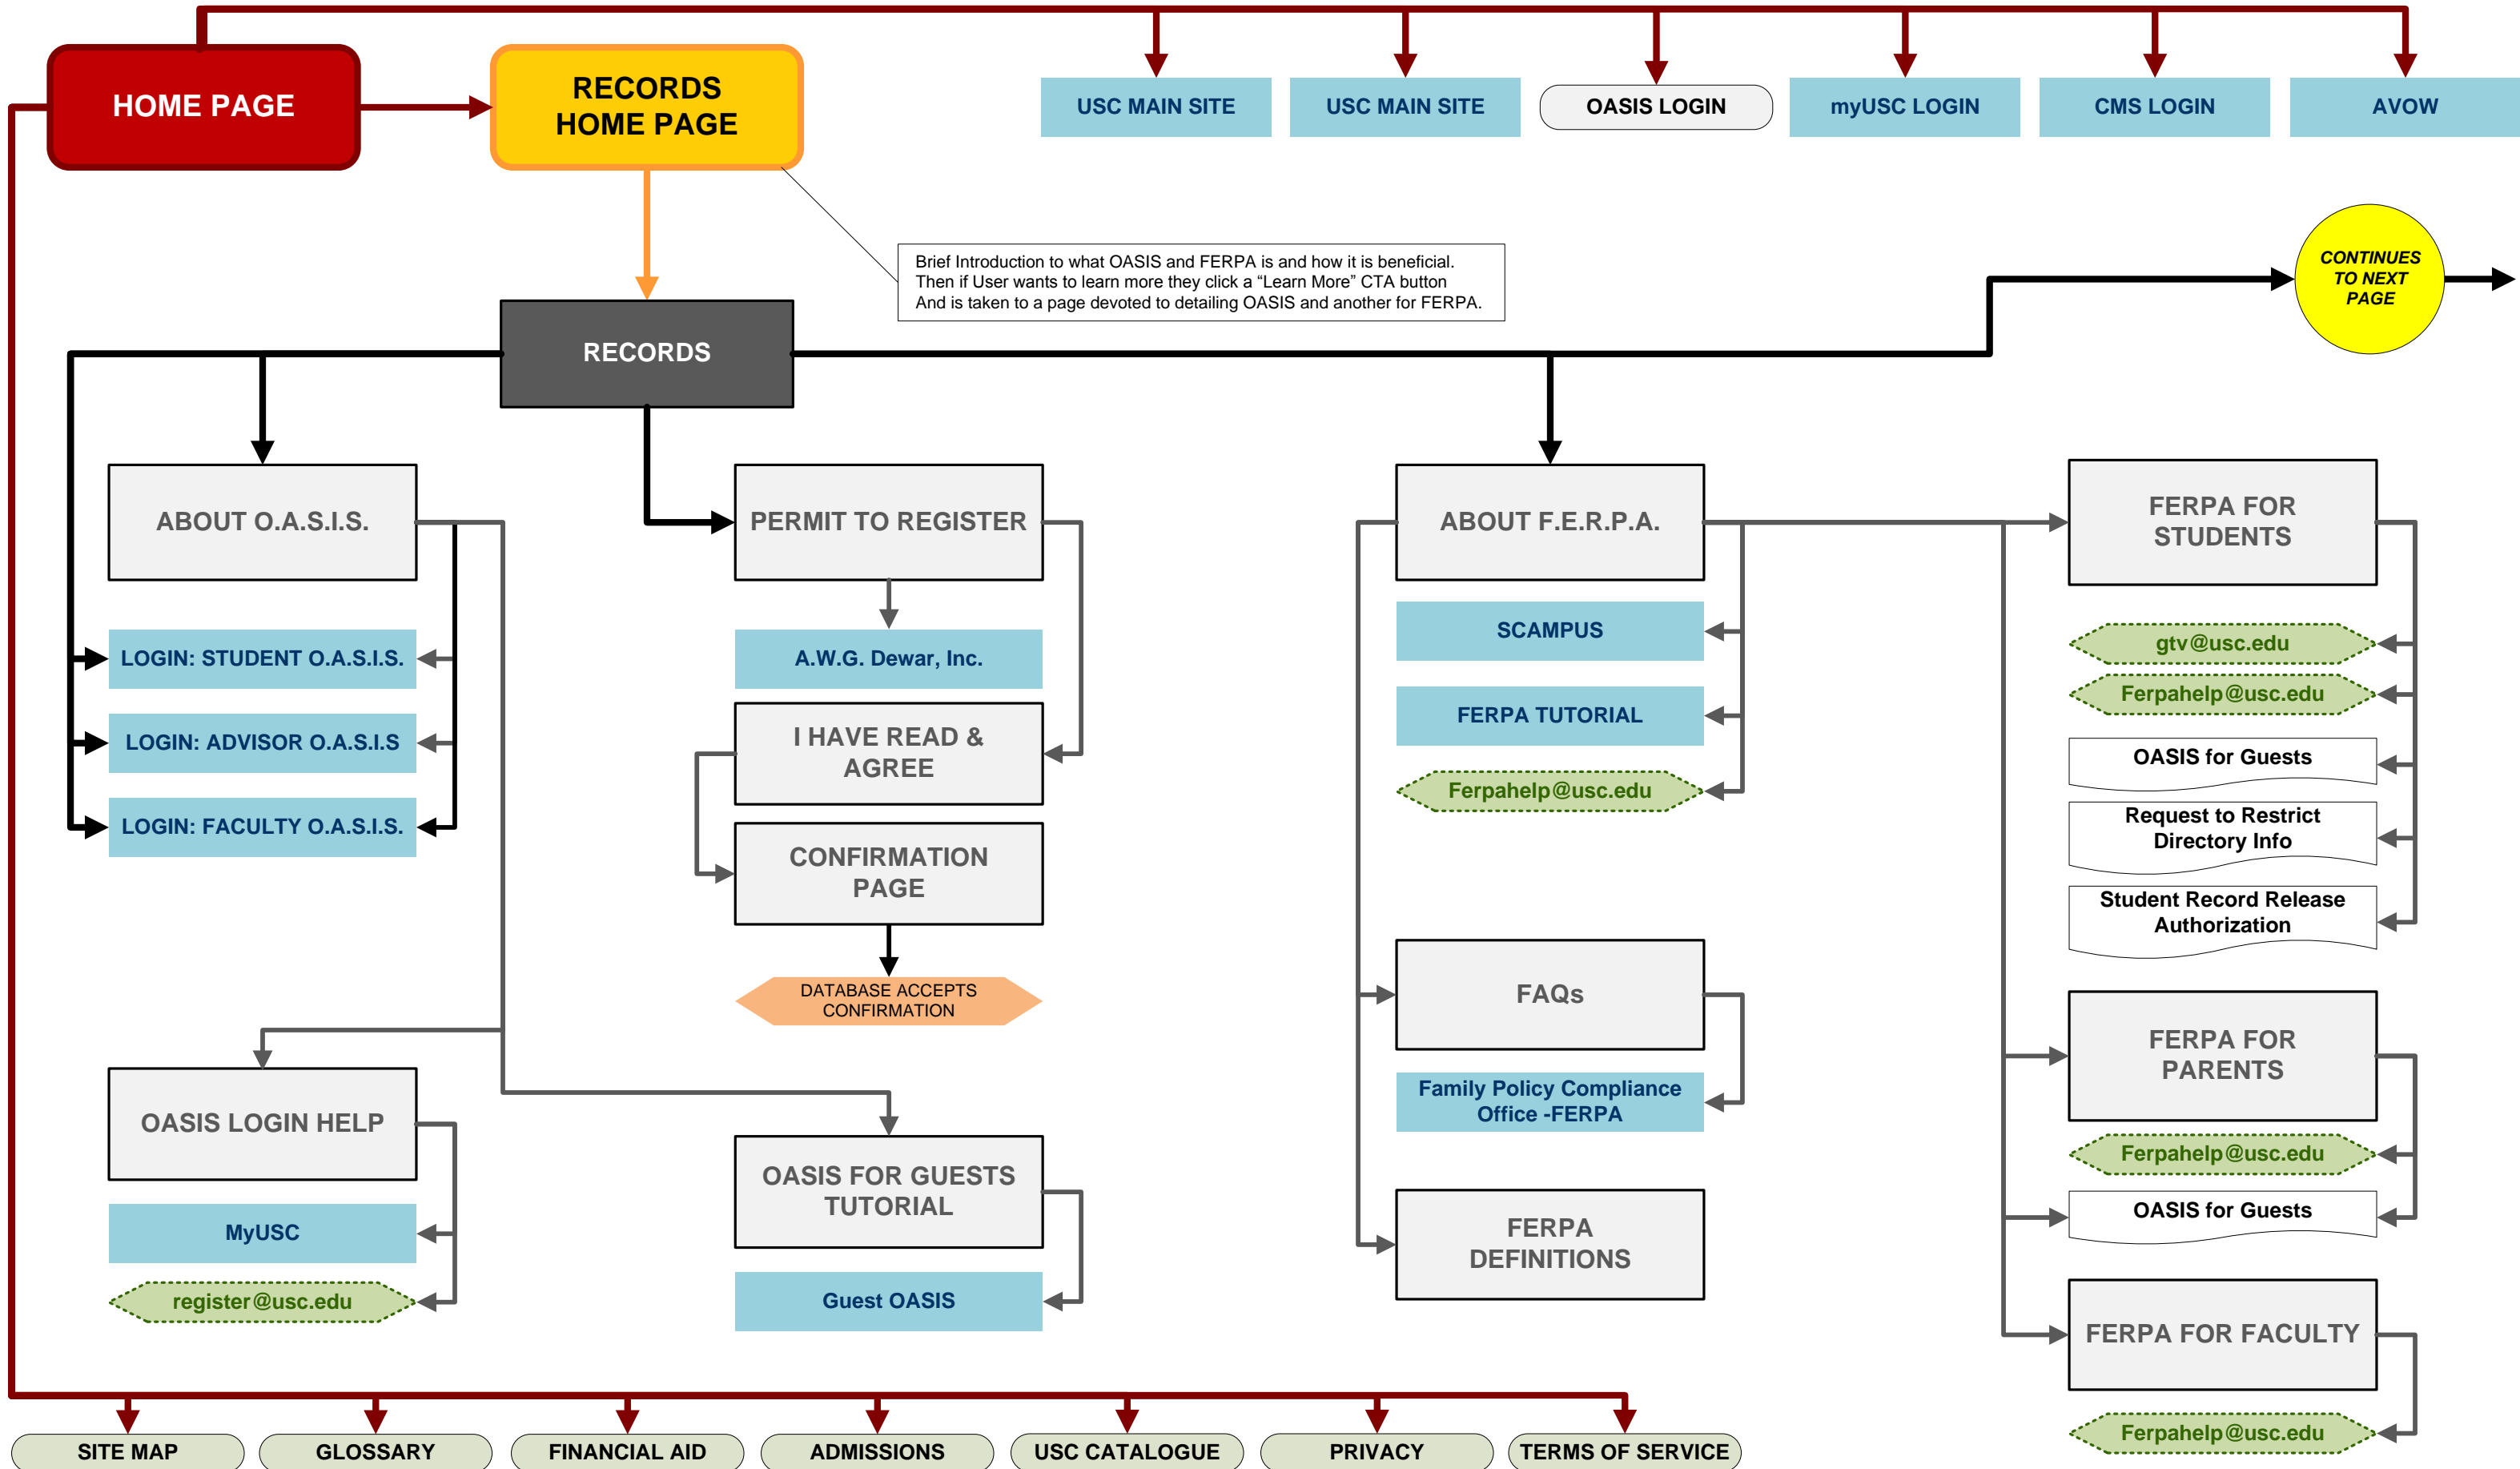 HOME PAGE
RECORDS
HOME PAGE
USC MAIN SITE
USC MAIN SITE
OASIS LOGIN
myUSC LOGIN
CMS LOGIN
AVOW
Brief Introduction to what OASIS and FERPA is and how it is beneficial.
Then if User wants to learn more they click a “Learn More” CTA button
And is taken to a page devoted to detailing OASIS and another for FERPA.
CONTINUES
TO NEXT
PAGE
RECORDS
ABOUT O.A.S.I.S.
LOGIN: STUDENT O.A.S.I.S.
LOGIN: ADVISOR O.A.S.I.S
LOGIN: FACULTY O.A.S.I.S.
OASIS LOGIN HELP
MyUSC
register@usc.edu
PERMIT TO REGISTER
A.W.G. Dewar, Inc.
I HAVE READ &
AGREE
CONFIRMATION
PAGE
DATABASE ACCEPTS
CONFIRMATION
OASIS FOR GUESTS
TUTORIAL
Guest OASIS
ABOUT F.E.R.P.A.
SCAMPUS
FERPA TUTORIAL
Ferpahelp@usc.edu
FAQs
Family Policy Compliance
Office -FERPA
FERPA
DEFINITIONS
FERPA FOR
STUDENTS
gtv@usc.edu
Ferpahelp@usc.edu
OASIS for Guests
Request to Restrict
Directory Info
Student Record Release
Authorization
FERPA FOR
PARENTS
Ferpahelp@usc.edu
OASIS for Guests
FERPA FOR FACULTY
Ferpahelp@usc.edu
SITE MAP
GLOSSARY
FINANCIAL AID
ADMISSIONS
USC CATALOGUE
PRIVACY
TERMS OF SERVICE